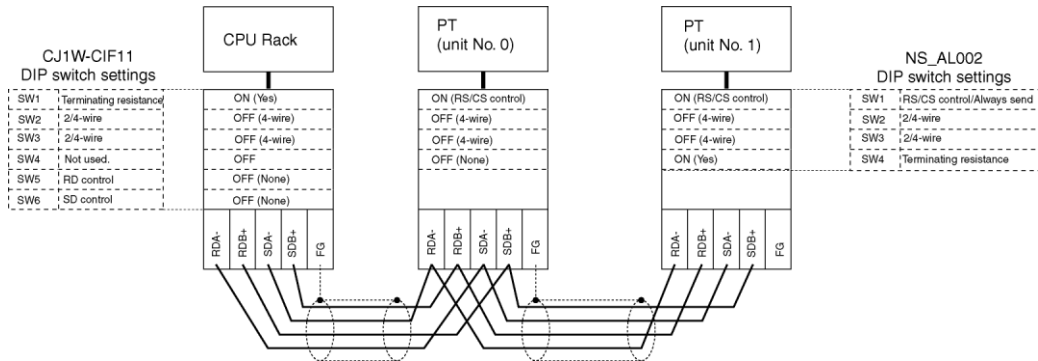 CPU Rack
PT
(unit No. 0)
PT
(unit No. 1)
CJ1W-CIF11
DIP switch settings
NS_AL002
DIP switch settings
SW1 Terminating resistance
SW2 2/4-wire
SW3 2/4-wire
SW4 Not used.
SW5 RD control
SW6 SD control
ON (Yes)
OFF (4-wire)
OFF (4-wire)
OFF
OFF (None)
OFF (None)
ON (RS/CS control)
OFF (4-wire)
OFF (4-wire)
OFF (None)
ON (RS/CS control)
OFF (4-wire)
OFF (4-wire)
ON (Yes)
SW1 RS/CS control/Always send
SW2 2/4-wire
SW3 2/4-wire
SW4 Terminating resistance
RDA- RDB+ SDA- SDB+ FG
RDA- RDB+ SDA- SDB+ FG
RDA- RDB+ SDA- SDB+ FG